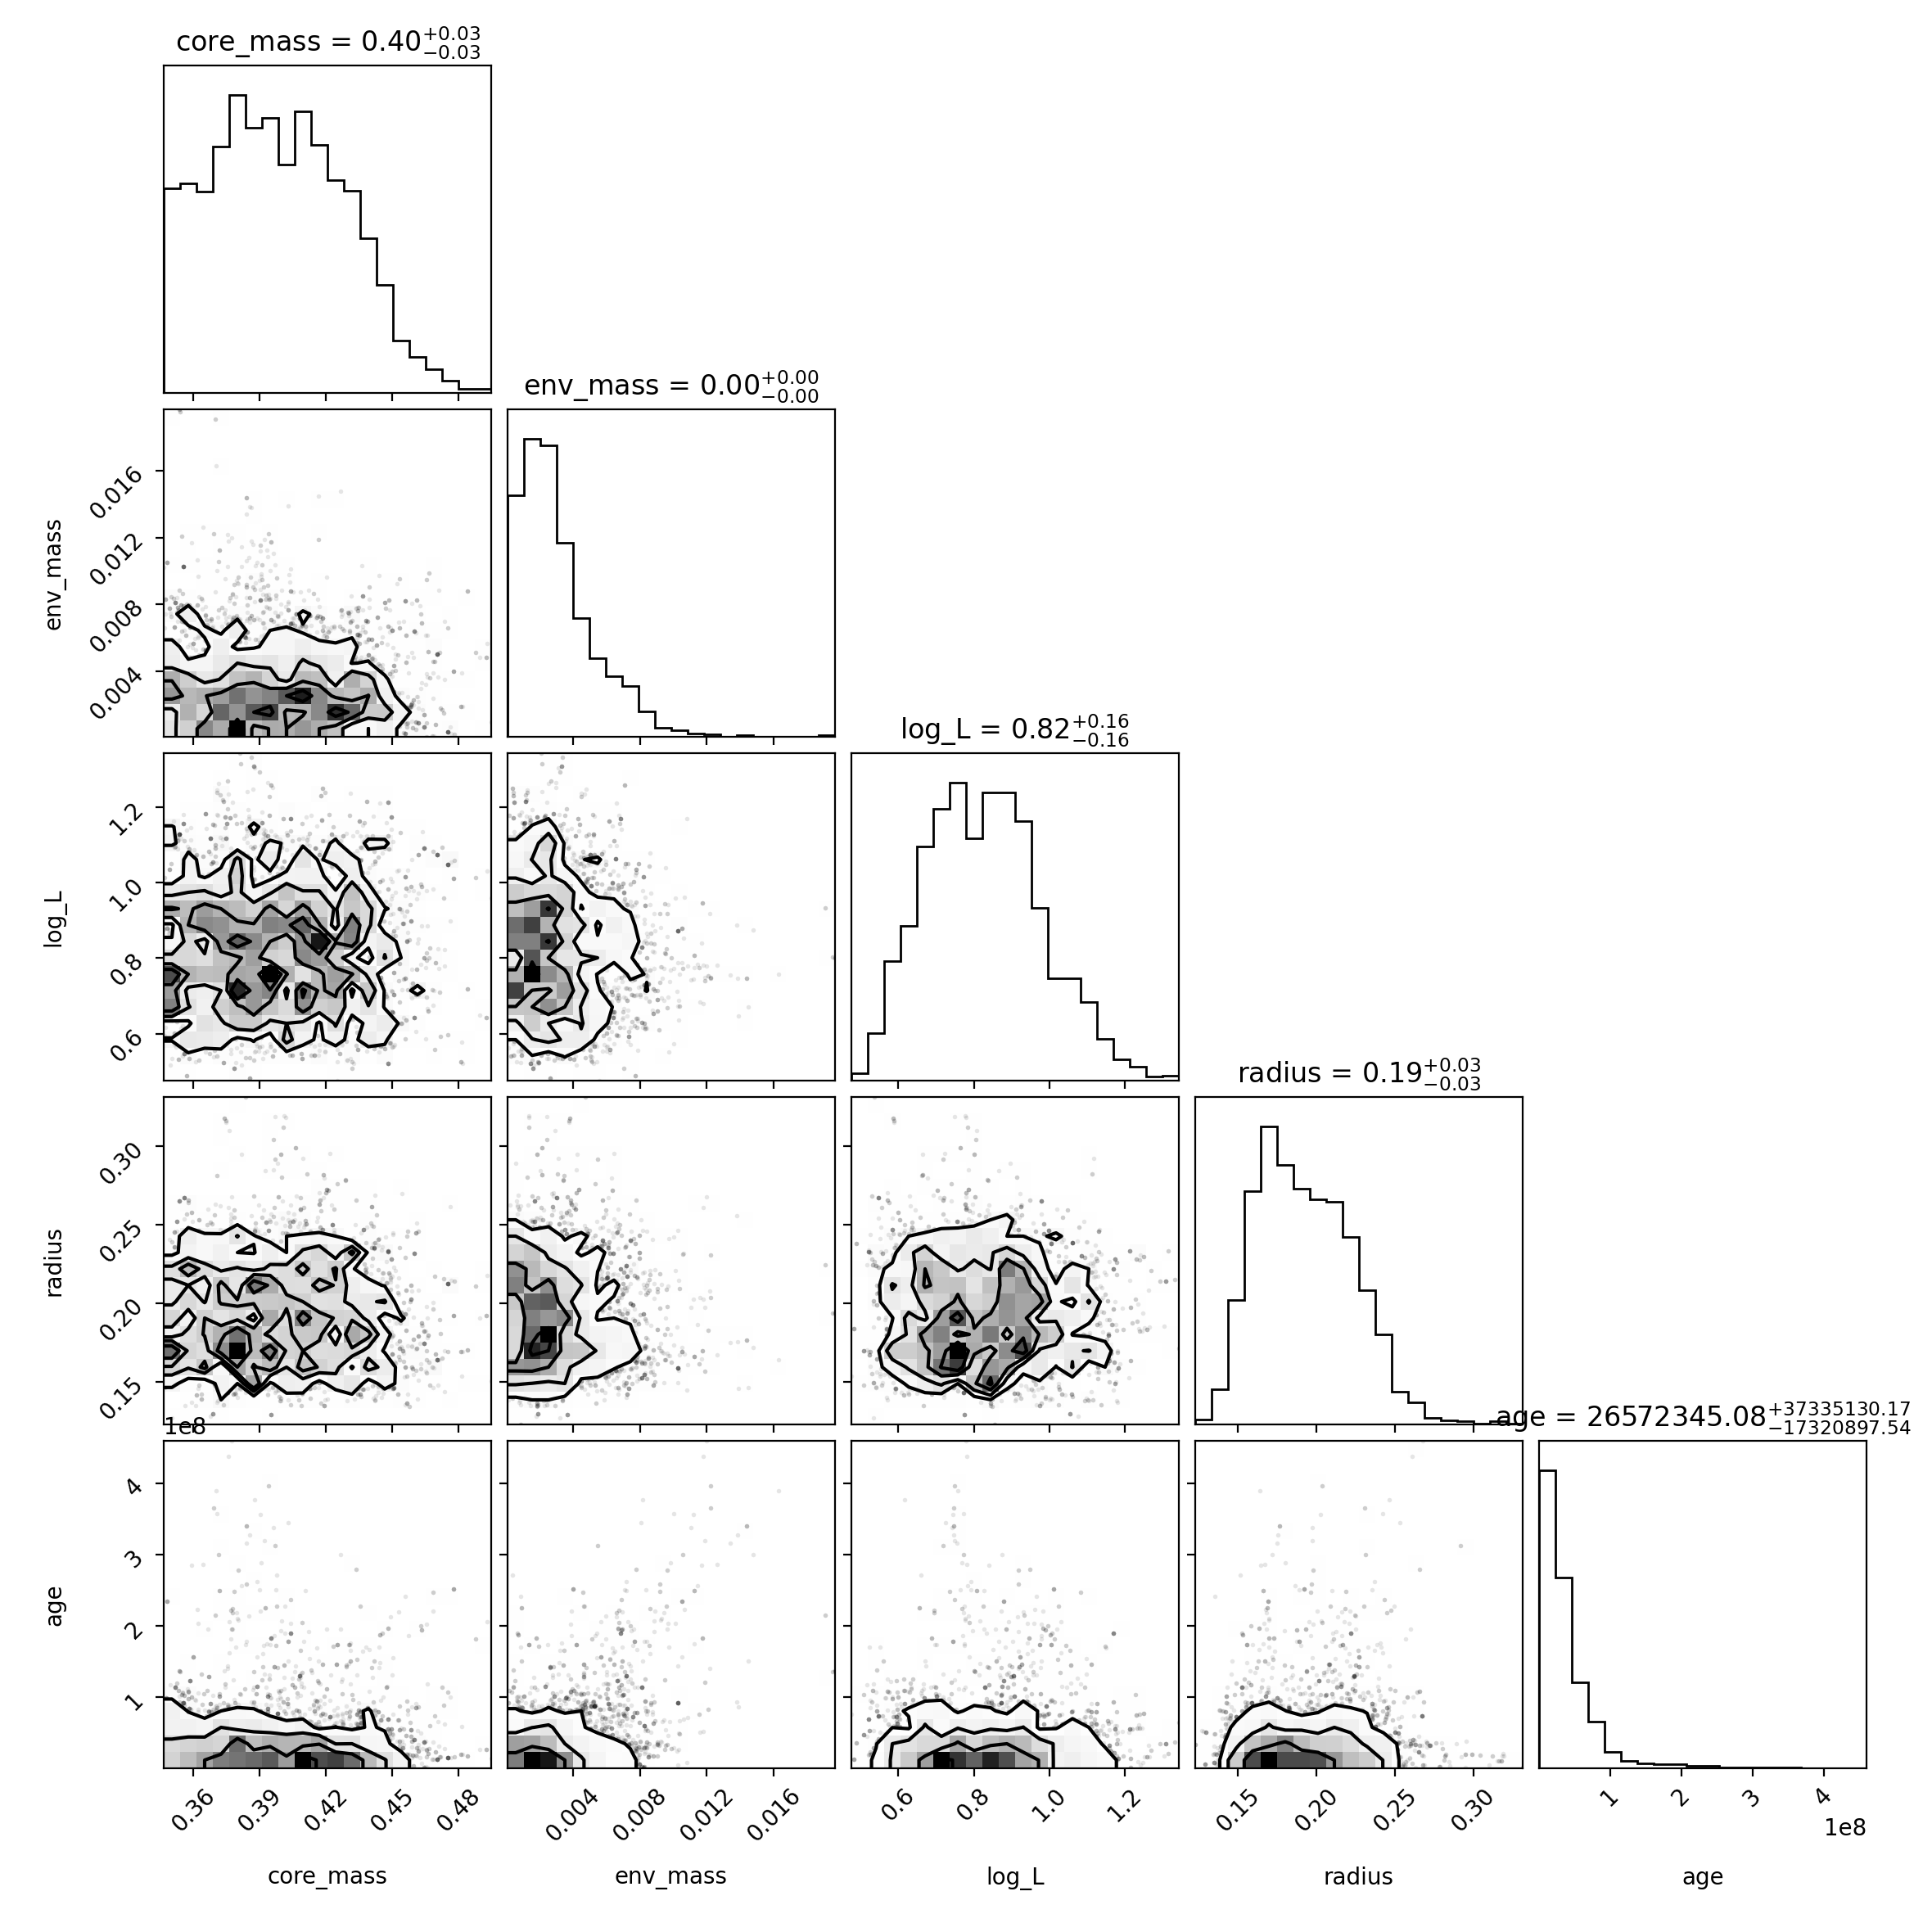 core_mass = 0.40+0.03 −0.03
env_mass = 0.00+0.00 −0.00
env_mass
0.016
0.012
0.008
0.004
log_L = 0.82+0.16 −0.16
log_L
1.2
1.0
0.8
0.6
radius = 0.19+0.03 −0.03
radius
0.30
0.25
0.20
0.15
1e8
age = 26572345.08+37335130.17 −17320897.54
age
4
3
2
1
0.36 0.39 0.42 0.45 0.48 0.004 0.008 0.012 0.016 0.6 0.8 1.0 1.2 0.15 0.20 0.25 0.30 1 2 3 4
1e8
core_mass env_mass log_L radius age